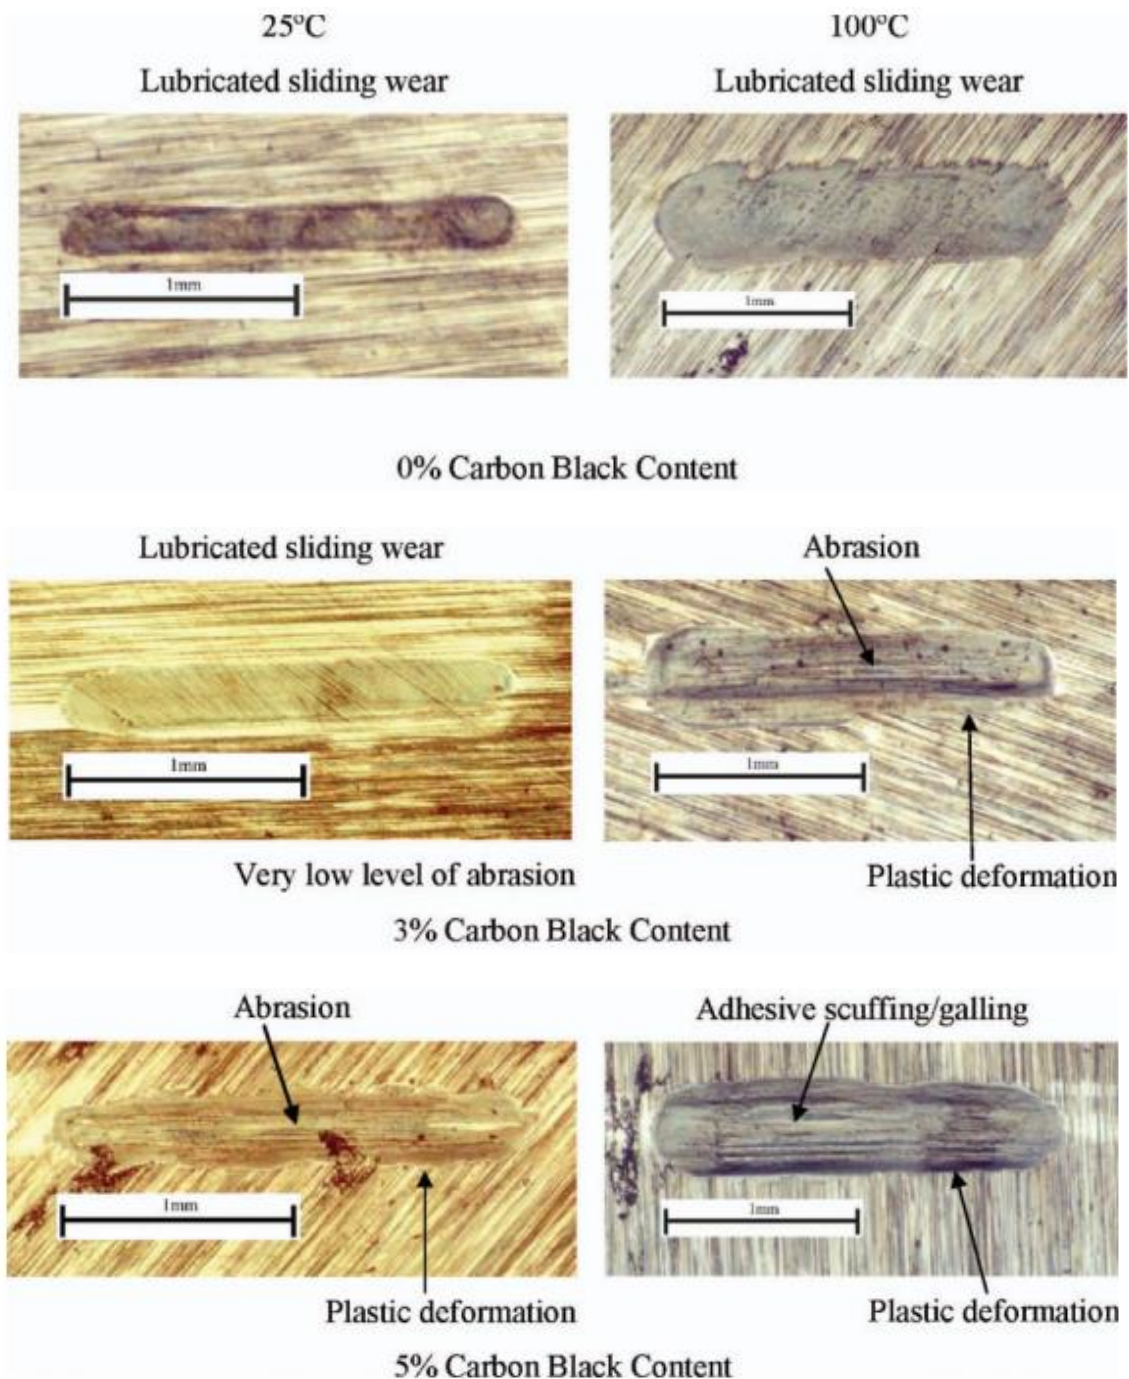 25°C
100°C
Lubricated sliding wear
Lubricated sliding wear
1mm
1mm
0% Carbon Black Content
Lubricated sliding wear
Abrasion
1mm
1mm
Very low level of abrasion
Plastic deformation
3% Carbon Black Content
Abrasion
Adhesive scuffing/galling
1mm
1mm
Plastic deformation
Plastic deformation
5% Carbon Black Content